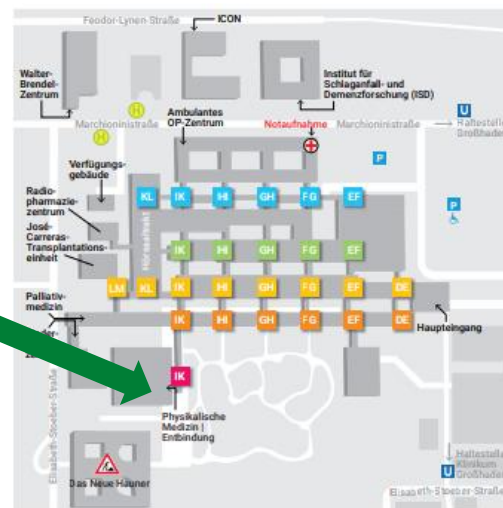 Feodor-Lynen-Straße
ICON
Walter-
Brendel-
Zentrum
Institut für
Schlaganfall- und
Demenzforschung (ISD)
H
H
Marchioninistraße
Ambulantes
OP-Zentrum
Notaufnahme
Marchioninistraße
U
Haltestelle
Großhadern
P
Verfügungs-
gebäude
Radio-
pharmazie-
zentrum
José-
Carreras-
Transplantations-
einheit
Hörsaaltrakt
P
KL IK HI GH FG EF
IK HI GH FG EF
LM KL IK HI GH FG EF DE
Palliativ-
medizin
IK HI GH FG EF DE
Haupteingang
IK
Physikalische
Medizin |
Entbindung
Elisabeth-Stoeber-Straße
Das Neue Hauner
U
Haltestelle
Klinikum
Großhadern
Elisabeth-Stoeber-Straße